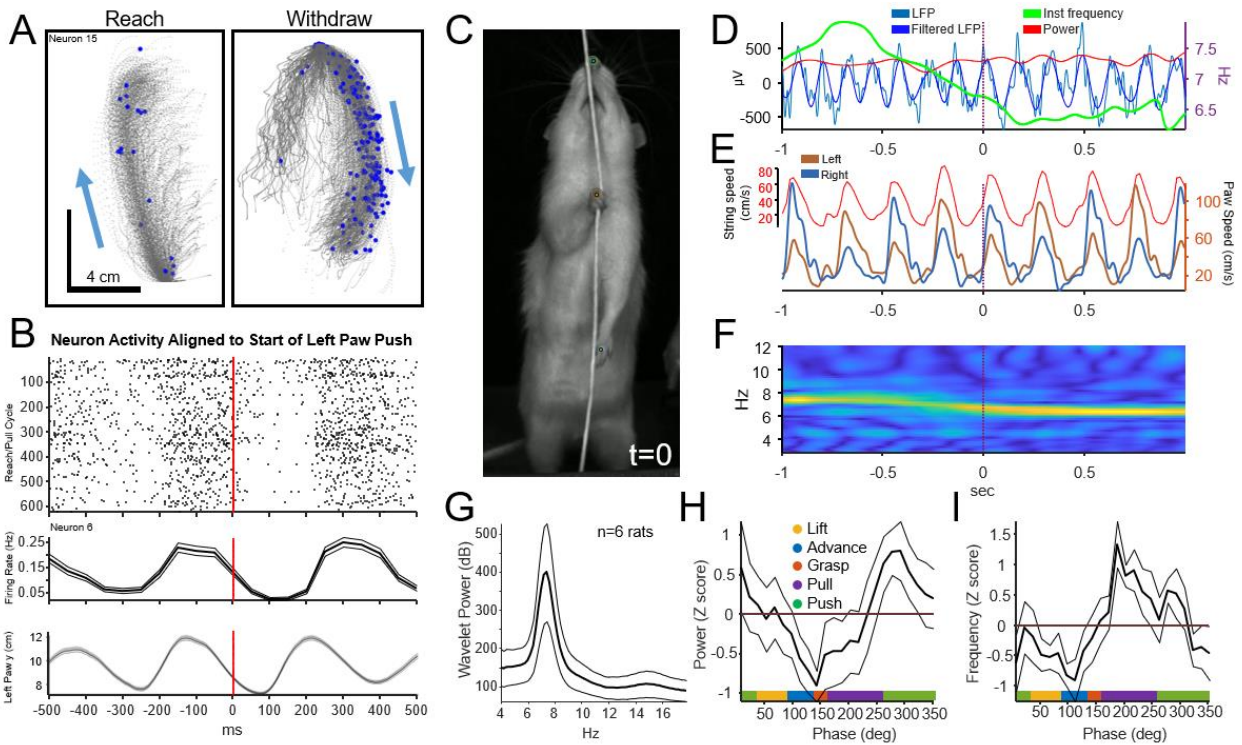 A
Reach
Withdraw
Neuron 15
4 cm
B
Neuron Activity Aligned to Start of Left Paw Push
Reach/Pull Cycle
100
200
300
400
500
600
Neuron 6
Firing Rate (Hz)
0.25
0.15
0.05
Left Paw y (cm)
12
10
8
-500 -400 -300 -200 -100 0 100 200 300 400 500
ms
C
t=0
D
LFP
Filtered LFP
Inst frequency
Power
µV
500
0
-500
7.5
7
6.5
Hz
-1 -0.5 0 0.5
E
Left
Right
String speed (cm/s)
80
60
40
20
100
60
20
Paw Speed (cm/s)
-1 -0.5 0 0.5
F
Hz
12
10
8
6
4
-1 -0.5 0 0.5
sec
G
n=6 rats
Wavelet Power (dB)
500
400
300
200
100
4 6 8 10 12 14 16
Hz
H
Lift
Advance
Grasp
Pull
Push
Power (Z score)
1
0.5
0
-0.5
-1
50 100 150 200 250 300 350
Phase (deg)
I
Frequency (Z score)
1.5
1
0.5
0
-0.5
-1
50 100 150 200 250 300 350
Phase (deg)